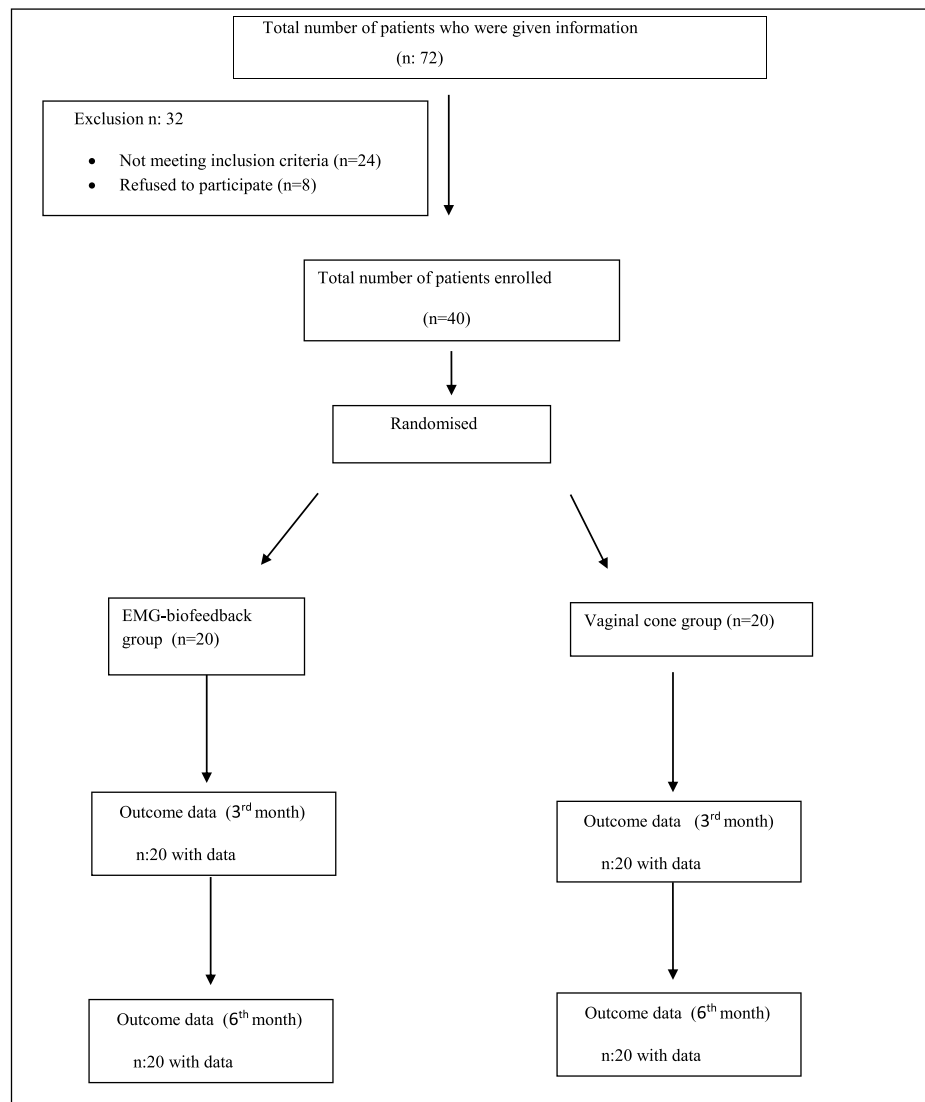 Total number of patients who were given information
(n: 72)
Exclusion n: 32
• Not meeting inclusion criteria (n=24)
• Refused to participate (n=8)
Total number of patients enrolled
(n=40)
Randomised
EMG-biofeedback
group (n=20)
Vaginal cone group (n=20)
Outcome data (3rd month)
n:20 with data
Outcome data (3rd month)
n:20 with data
Outcome data (6th month)
n:20 with data
Outcome data (6th month)
n:20 with data